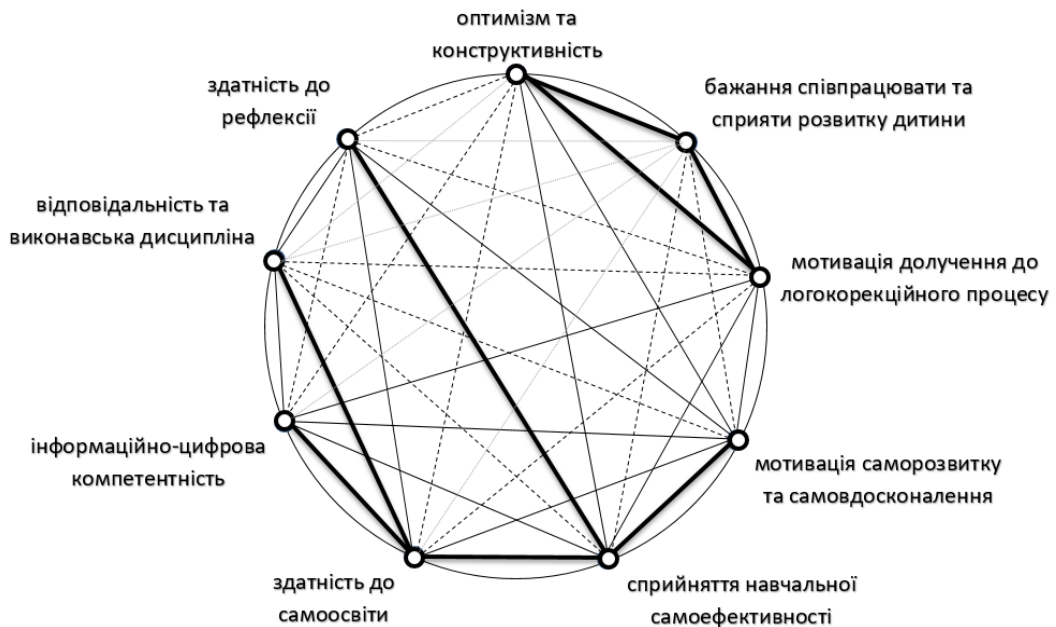 оптимізм та
конструктивність
бажання співпрацювати та
сприяти розвитку дитини
здатність до
рефлексії
відповідальність та
виконавська дисципліна
мотивація долучення до
логокорекційного процесу
інформаційно-цифрова
компетентність
мотивація саморозвитку
та самовдосконалення
здатність до
самоосвіти
сприйняття навчальної
самоефективності